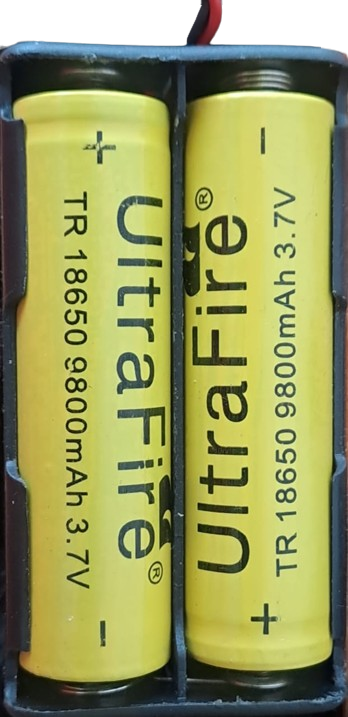 +
UltraFire®
TR 18650 9800mAh 3.7V
-
-
UltraFire®
TR 18650 9800mAh 3.7V
+